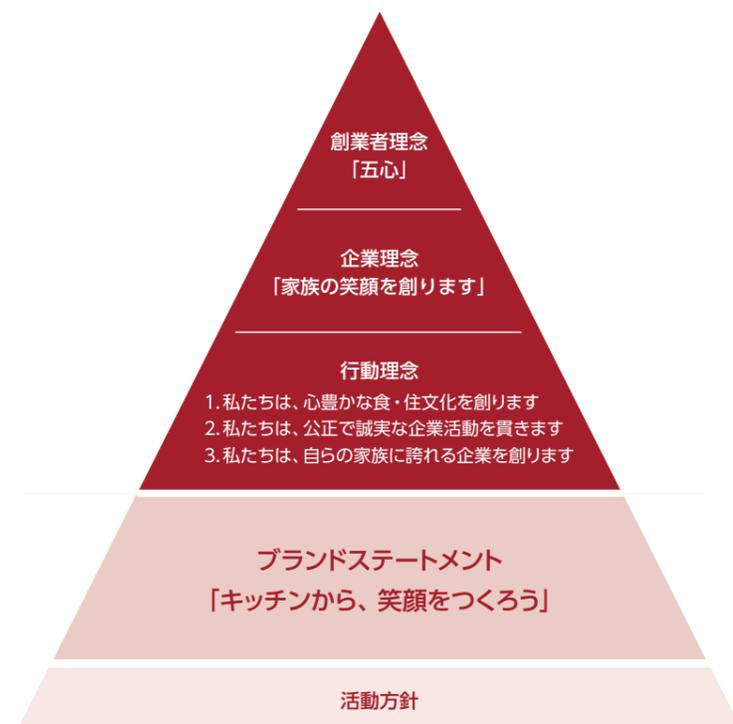 創業者理念
「五心」
企業理念
「家族の笑顔を創ります」
行動理念
1.私たちは、心豊かな食・住文化を創ります
2.私たちは、公正で誠実な企業活動を貫きます
3.私たちは、自らの家族に誇れる企業を創ります
ブランドステートメント
「キッチンから、笑顔をつくろう」
活動方針